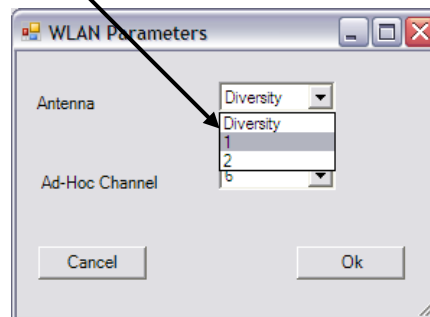 WLAN Parameters
Antenna
Diversity
Diversity
1
2
Ad-Hoc Channel
6
Cancel
Ok